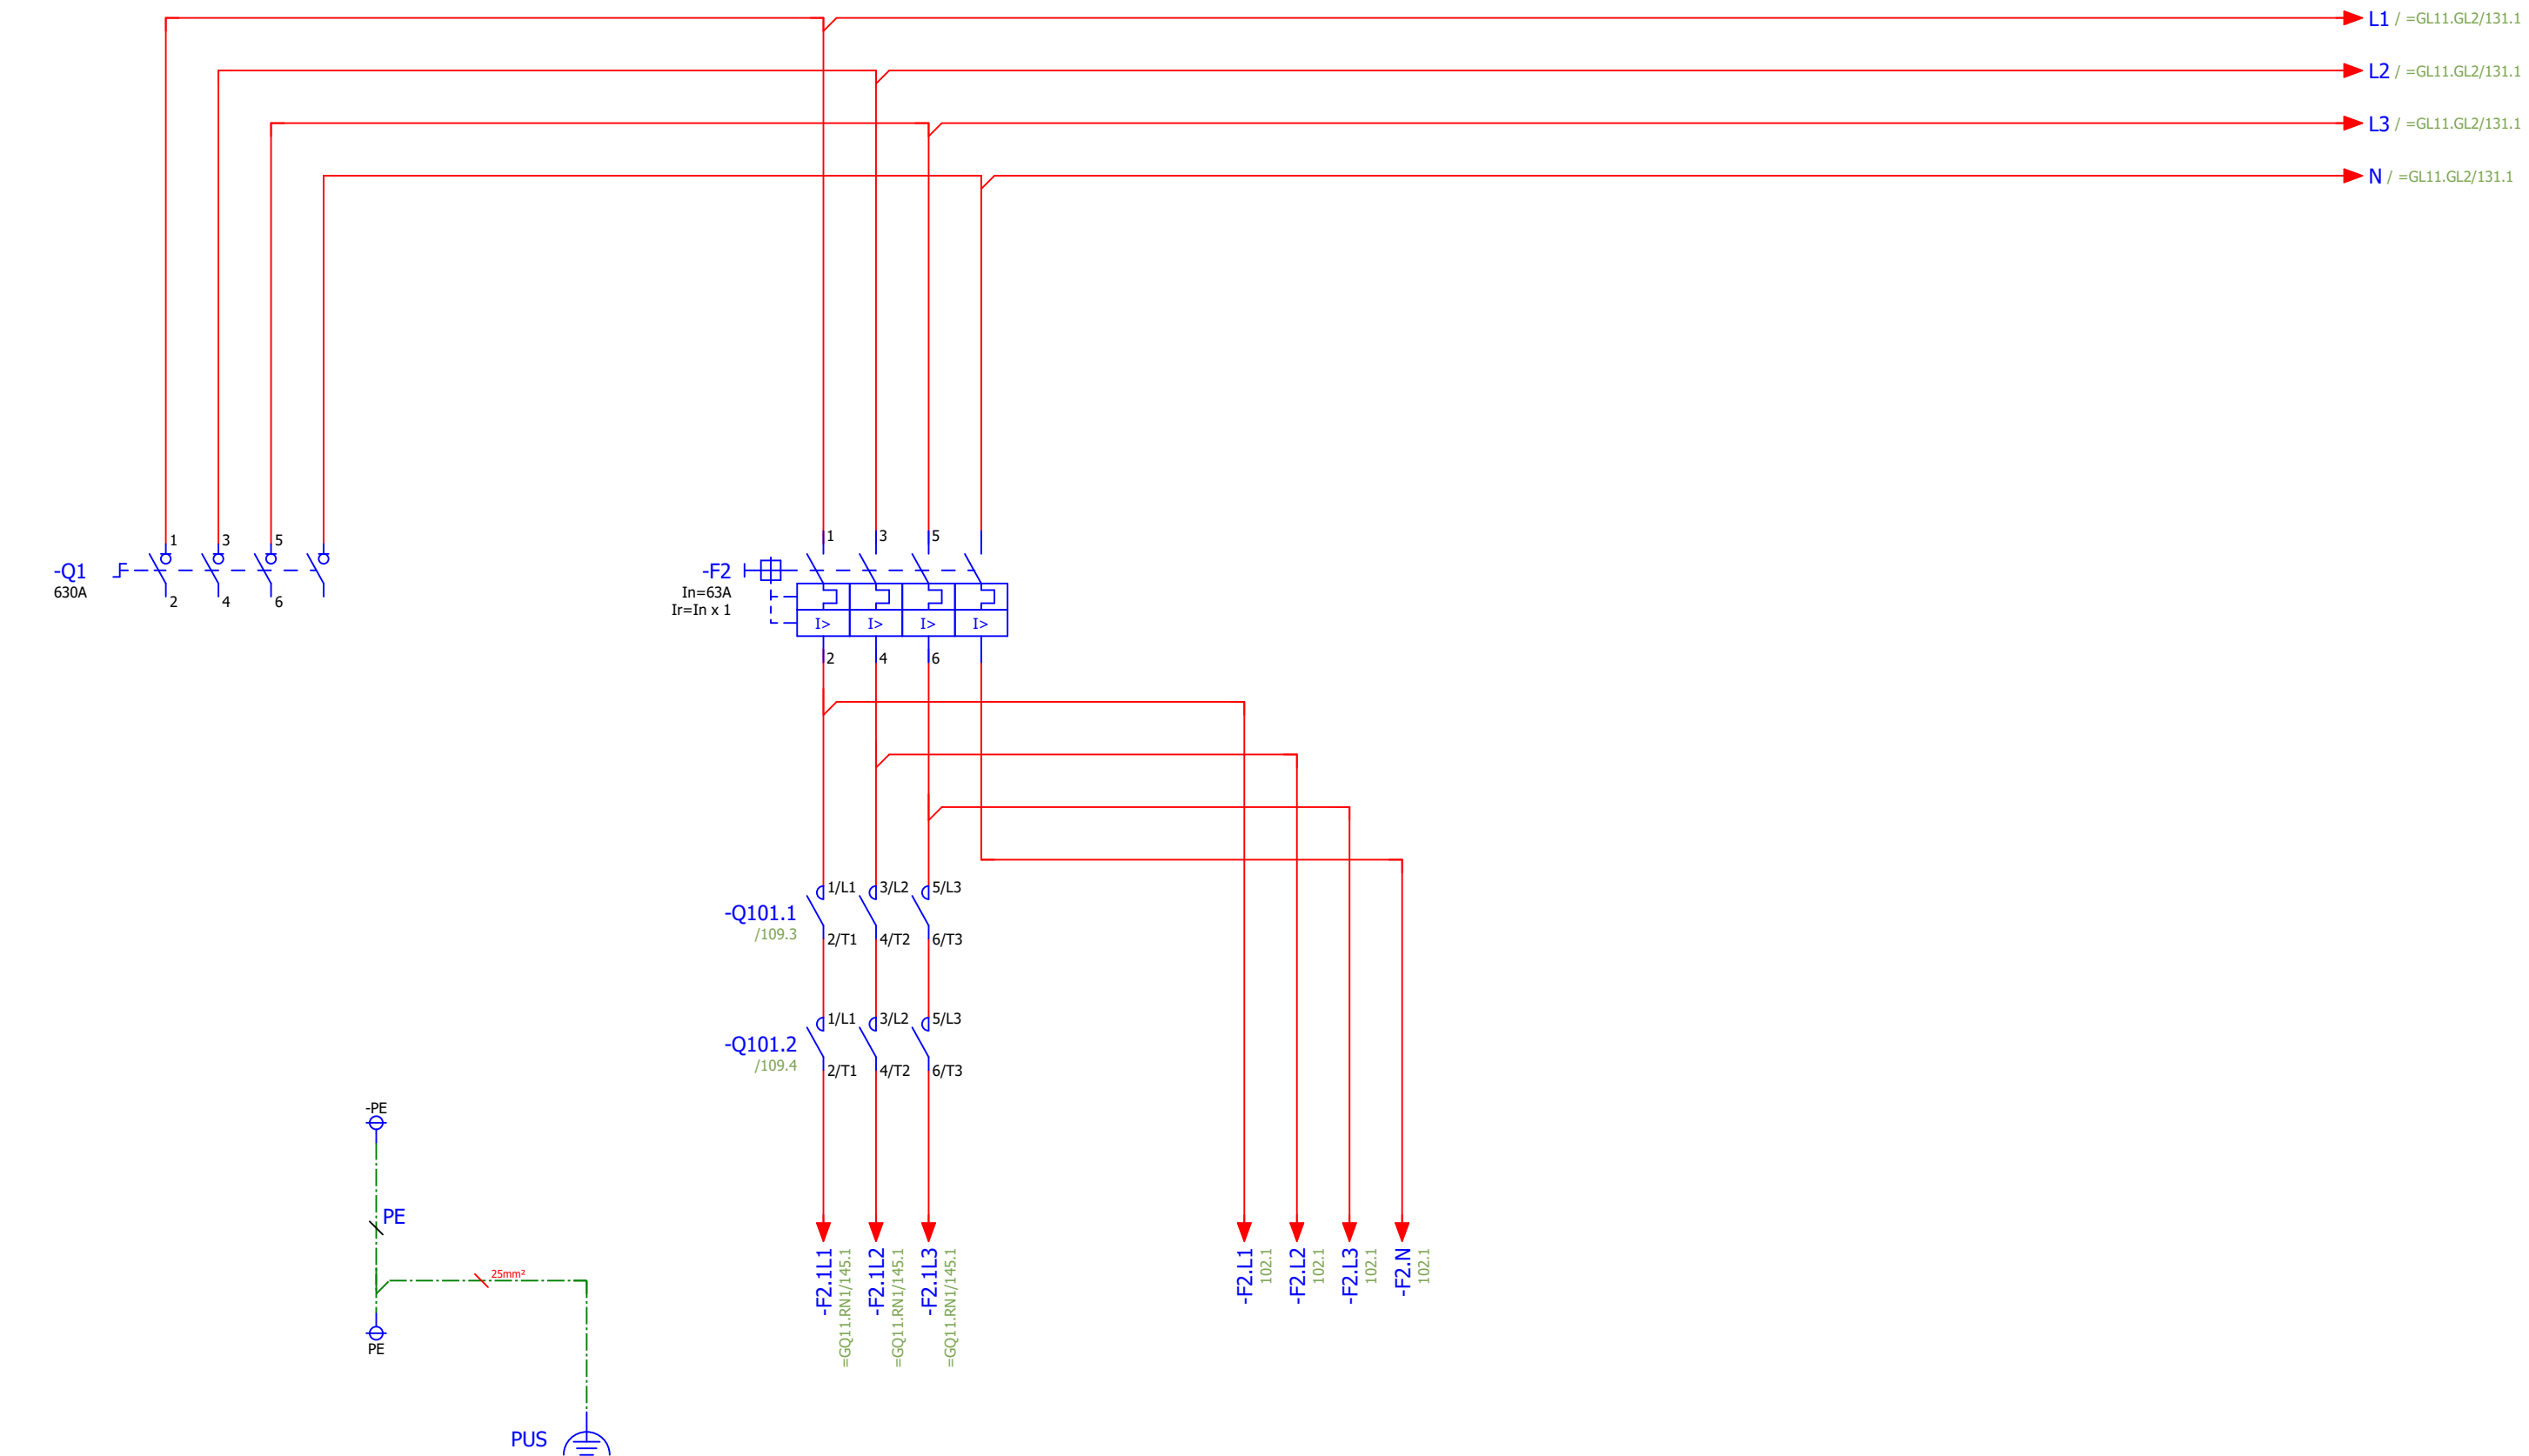 L1 / =GL11.GL2/131.1
L2 / =GL11.GL2/131.1
L3 / =GL11.GL2/131.1
N / =GL11.GL2/131.1
1 3 5
-Q1
630A
2 4 6
1 3 5
-F2
In=63A
Ir=In x 1
I> I> I> I>
2 4 6
1/L1 3/L2 5/L3
-Q101.1
/109.3
2/T1 4/T2 6/T3
1/L1 3/L2 5/L3
-Q101.2
/109.4
2/T1 4/T2 6/T3
-PE
PE
25mm²
PE
PUS
-F2.1L1
=GQ11.RN1/145.1
-F2.1L2
=GQ11.RN1/145.1
-F2.1L3
=GQ11.RN1/145.1
-F2.L1
102.1
-F2.L2
102.1
-F2.L3
102.1
-F2.N
102.1